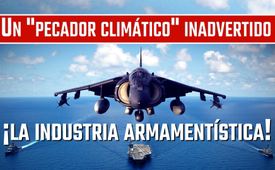 Un "pecador climático" inadvertido
¡La industria armamentística!